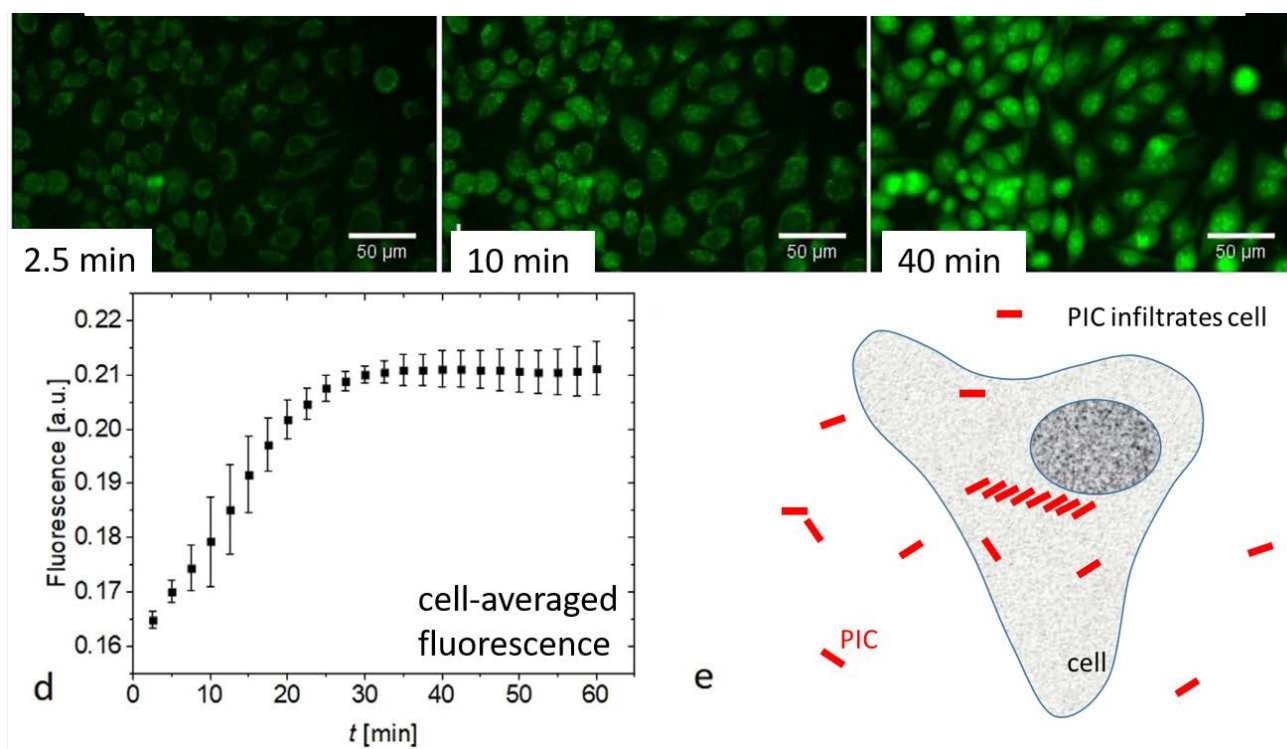 50 µm
50 µm
50 µm
2.5 min
10 min
40 min
0.22
0.21
0.20
0.19
0.18
0.17
0.16
Fluorescence [a.u.]
cell-averaged
fluorescence
0 10 20 30 40 50 60
t [min]
d
PIC infiltrates cell
PIC
cell
e